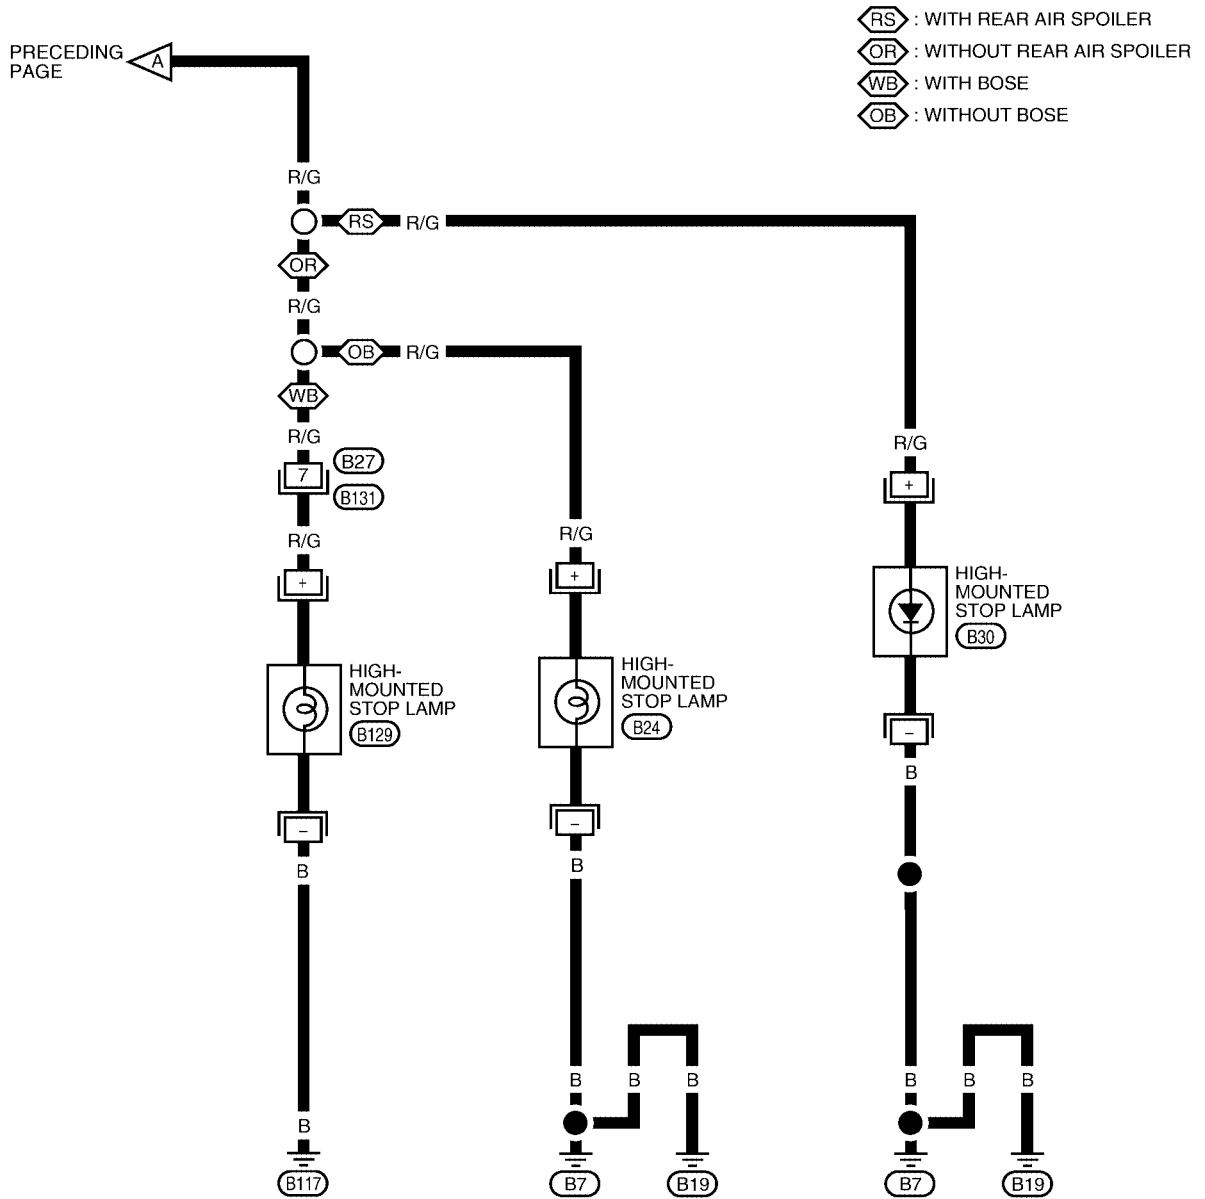 RS : WITH REAR AIR SPOILER
PRECEDING
PAGE
A
OR : WITHOUT REAR AIR SPOILER
WB : WITH BOSE
OB : WITHOUT BOSE
R/G
RS R/G
OR
R/G
OB R/G
WB
R/G
R/G
B27
7
+
B131
R/G
R/G
+
+
HIGH-
MOUNTED
STOP LAMP
B30
HIGH-
MOUNTED
STOP LAMP
B24
HIGH-
MOUNTED
STOP LAMP
B129
–
–
–
B
B
B
B B B B B B
B
B117 B7 B19 B7 B19